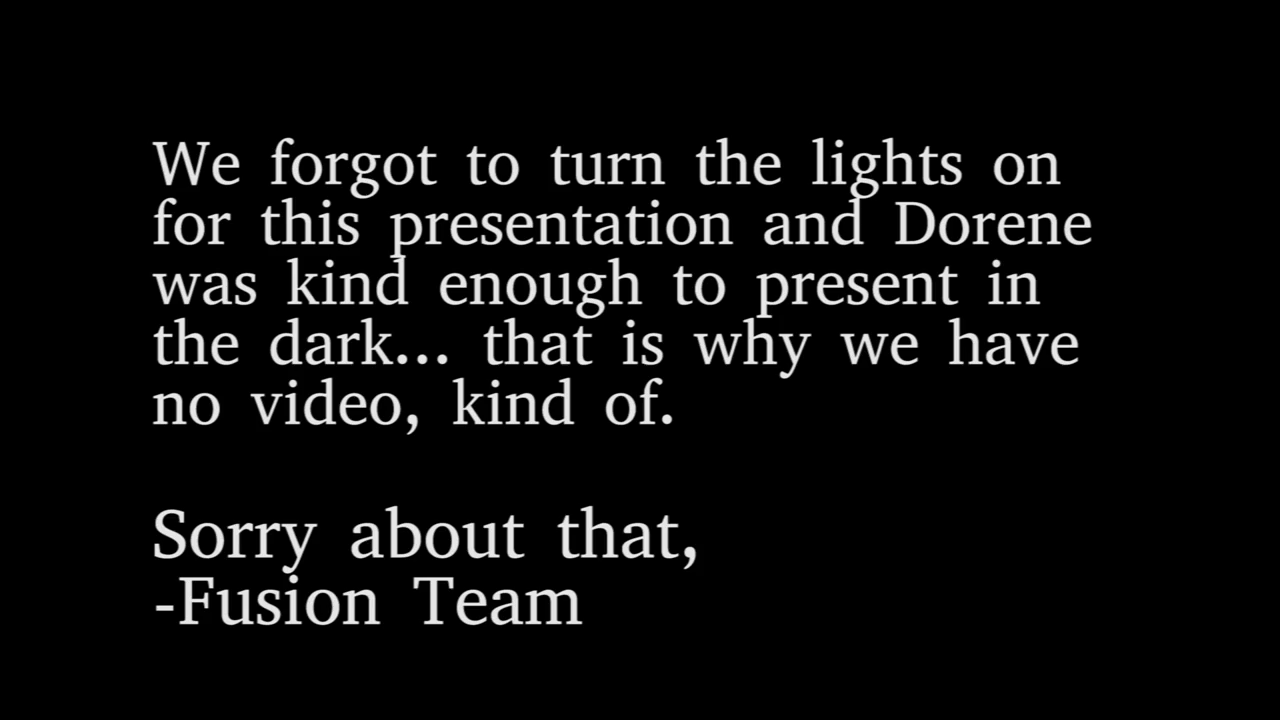 We forgot to turn the lights on
for this presentation and Dorene
was kind enough to present in
the dark... that is why we have
no video, kind of.
Sorry about that,
-Fusion Team